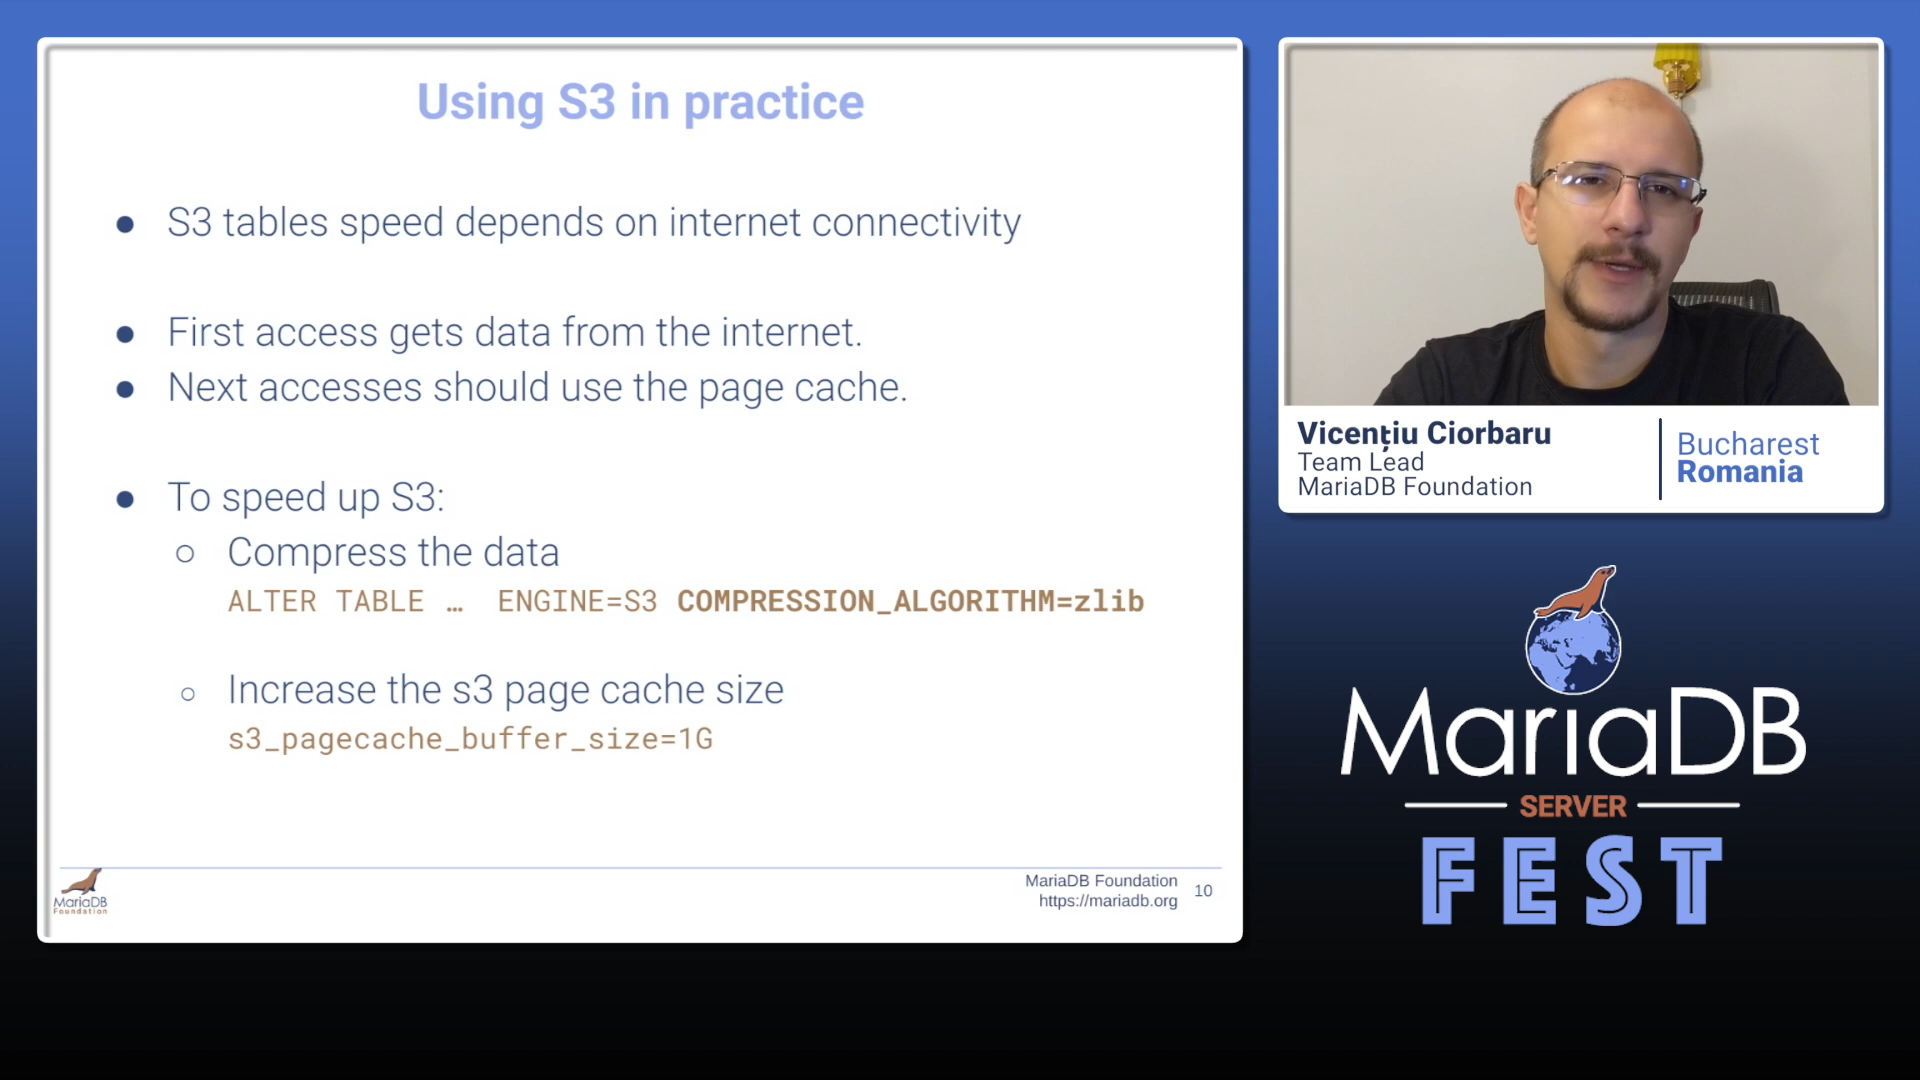 Using S3 in practice
● S3 tables speed depends on internet connectivity
● First access gets data from the internet.
● Next accesses should use the page cache.
● To speed up S3:
○ Compress the data
ALTER TABLE … ENGINE=S3 COMPRESSION_ALGORITHM=zlib
○ Increase the s3 page cache size
s3_pagecache_buffer_size=1G
MariaDB
Foundation
MariaDB Foundation
https://mariadb.org
10
Vicențiu Ciorbaru
Team Lead
MariaDB Foundation
Bucharest
Romania
MariaDB
SERVER
FEST